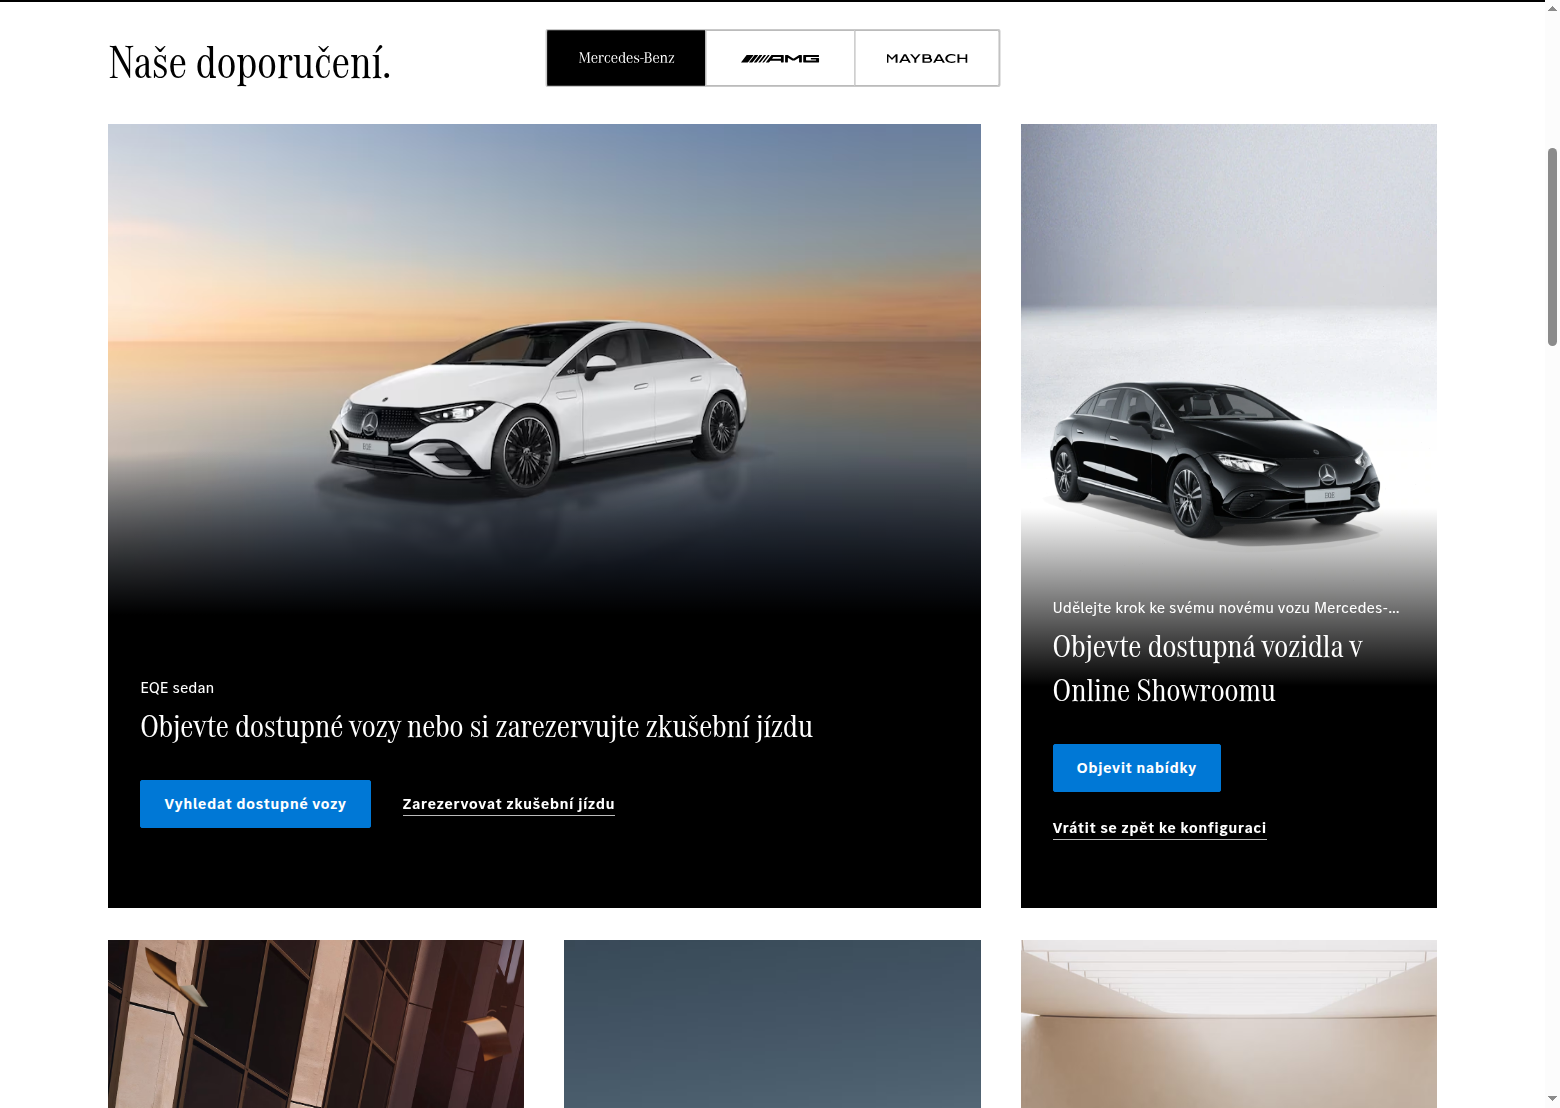 Naše doporučení.
Mercedes-Benz
AMG
MAYBACH
EQE sedan
Objevte dostupné vozy nebo si zarezervujte zkušební jízdu
Vyhledat dostupné vozy
Zarezervovat zkušební jízdu
EQE
Udělejte krok ke svému novému vozu Mercedes-...
Objevte dostupná vozidla v
Online Showroomu
Objevit nabídky
Vrátit se zpět ke konfiguraci